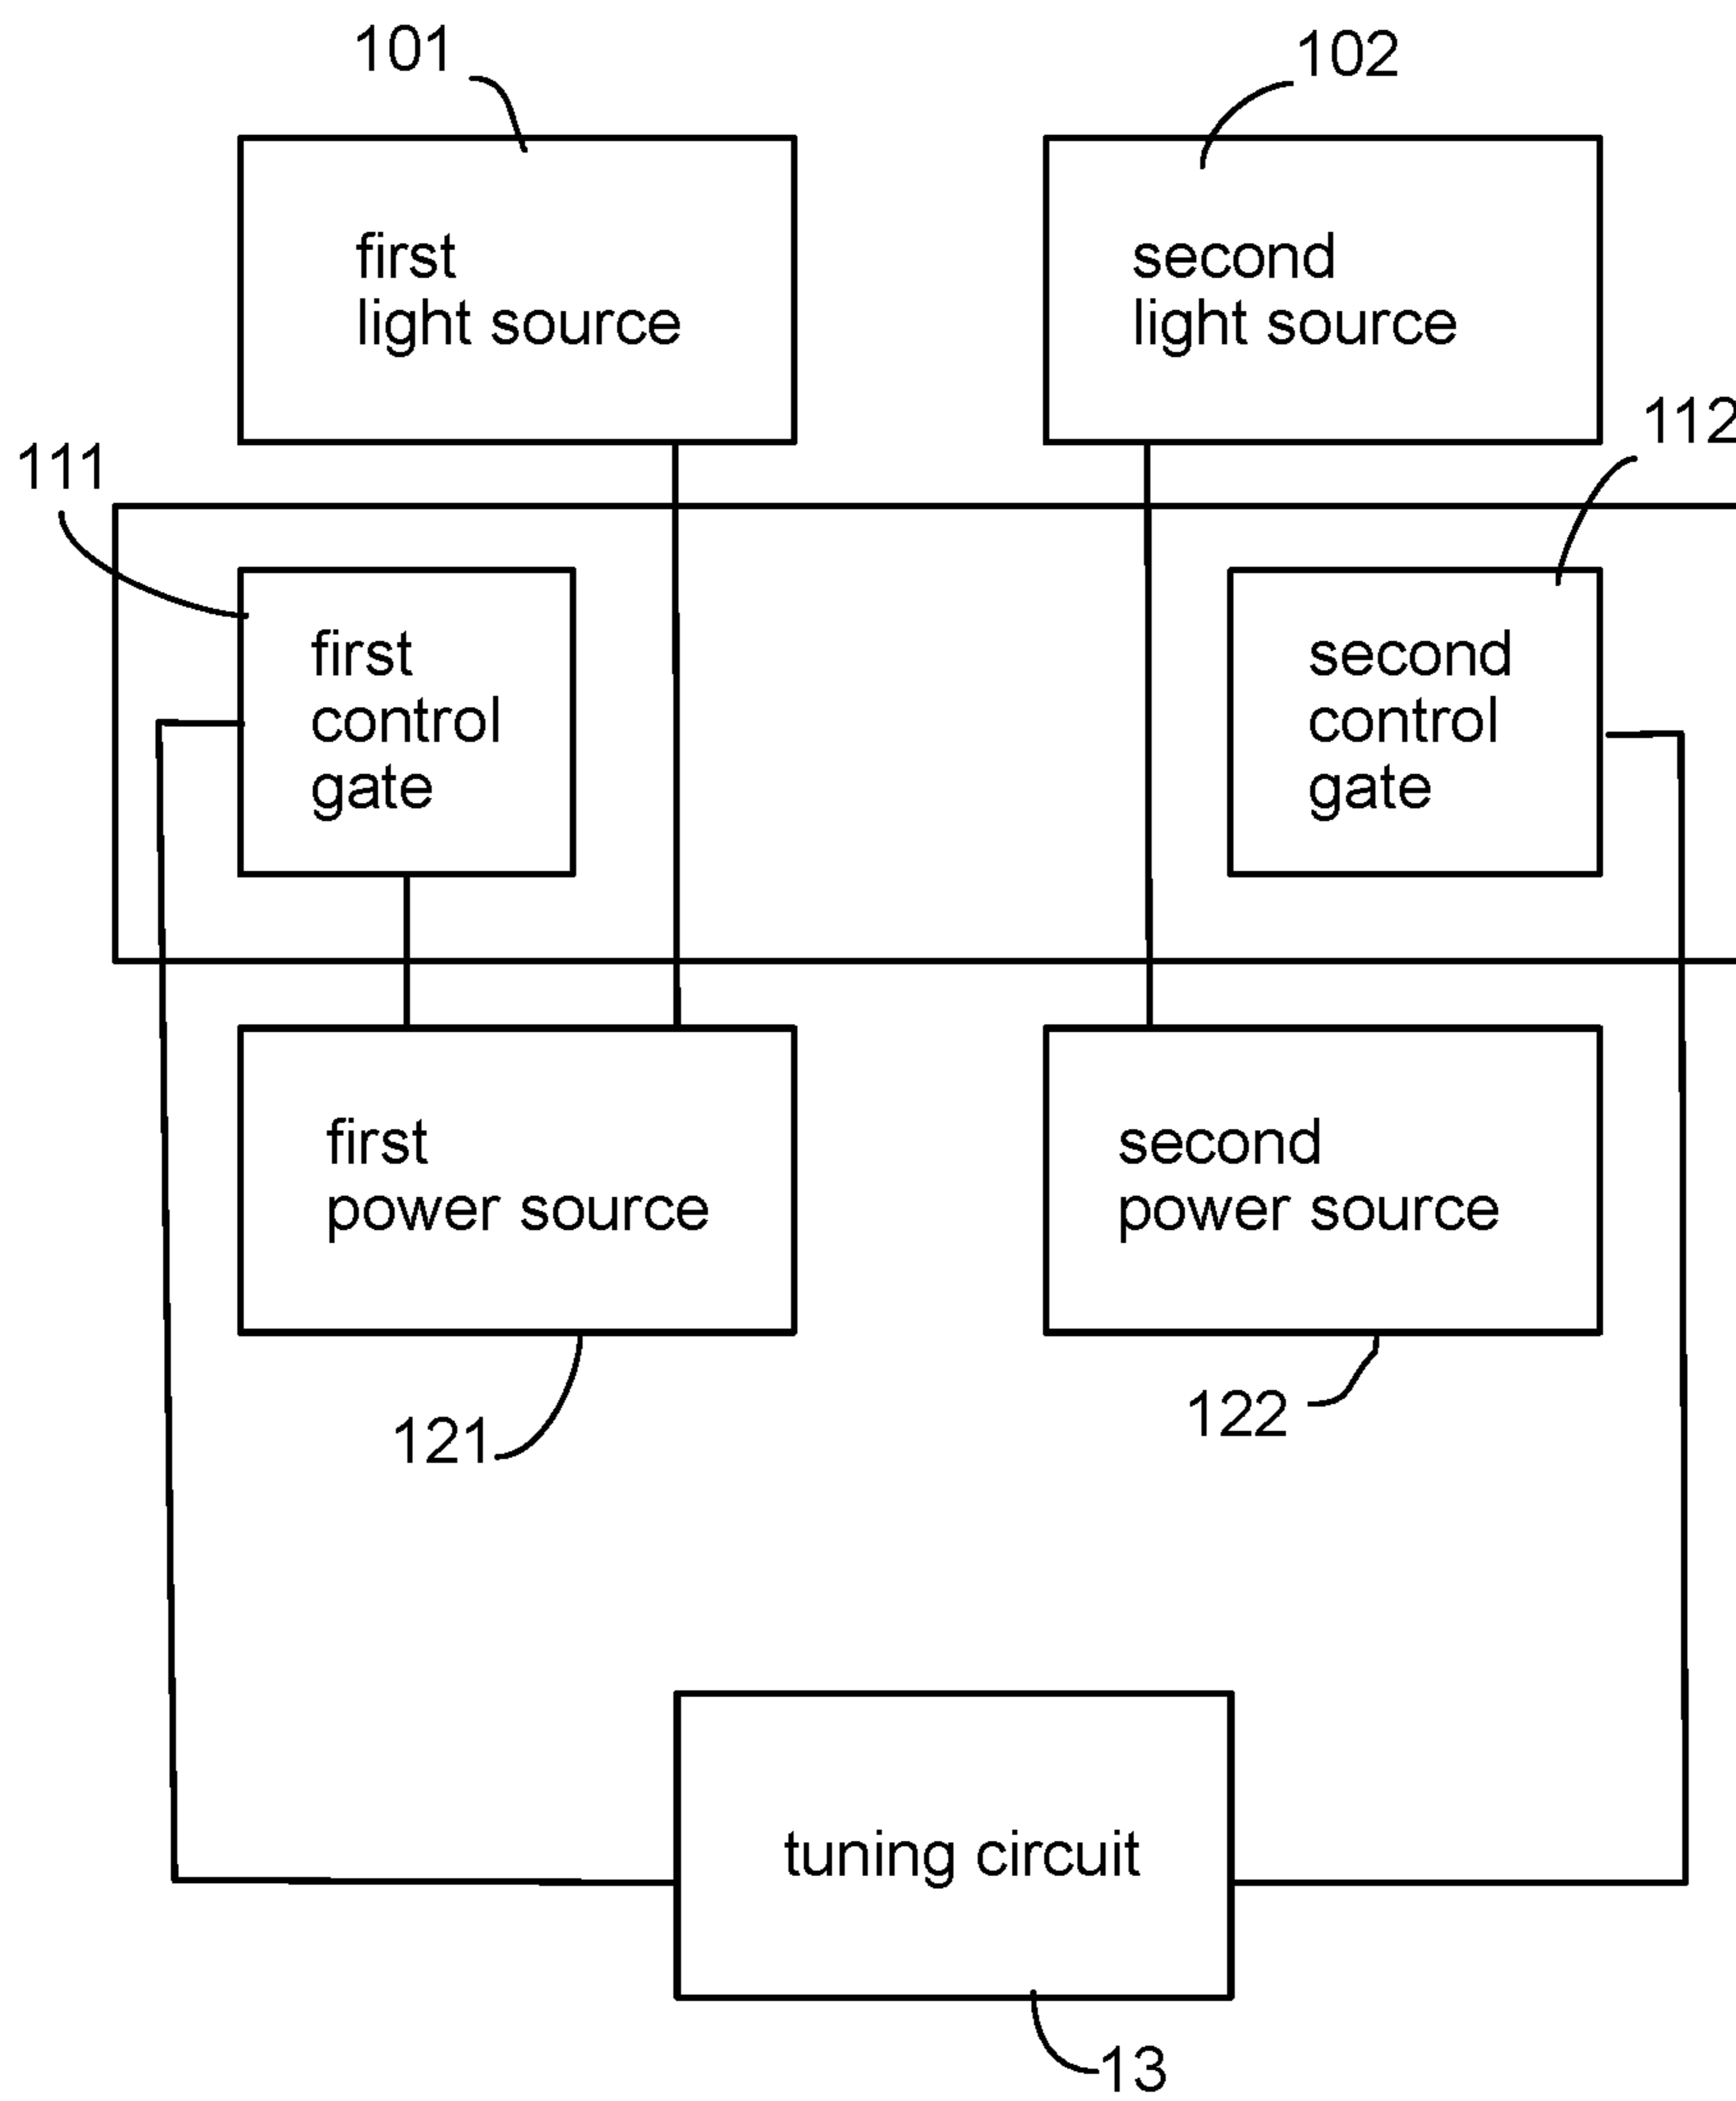 101
102
first
light source
second
light source
111
112
first
control
gate
second
control
gate
first
power source
second
power source
121
122
tuning circuit
13